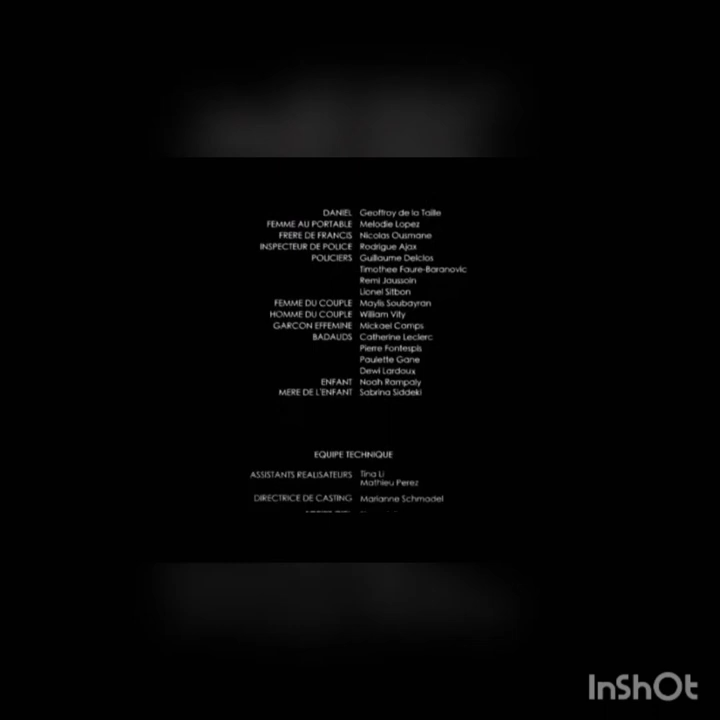 DANIEL Geoffroy de la Taille
FEMME AU PORTABLE Melodie Lopez
FRERE DE FRANCIS Nicolas Ousmane
INSPECTEUR DE POLICE Rodrigue Ajax
POLICIERS Guillaume Delclos
Timothee Faure-Baranovic
Remi Jaussoin
Lionel Sitbon
FEMME DU COUPLE Maylis Soubayran
HOMME DU COUPLE William Vity
GARCON EFFEMINE Mickael Camps
BADAUDS Catherine Leclerc
Pierre Fontespis
Paulette Gane
Dewi Lardoux
ENFANT Noah Rampaly
MERE DE L'ENFANT Sabrina Siddeki
EQUIPE TECHNIQUE
ASSISTANTS REALISATEURS Tina Li
Mathieu Perez
DIRECTRICE DE CASTING Marianne Schmadel
InShOt